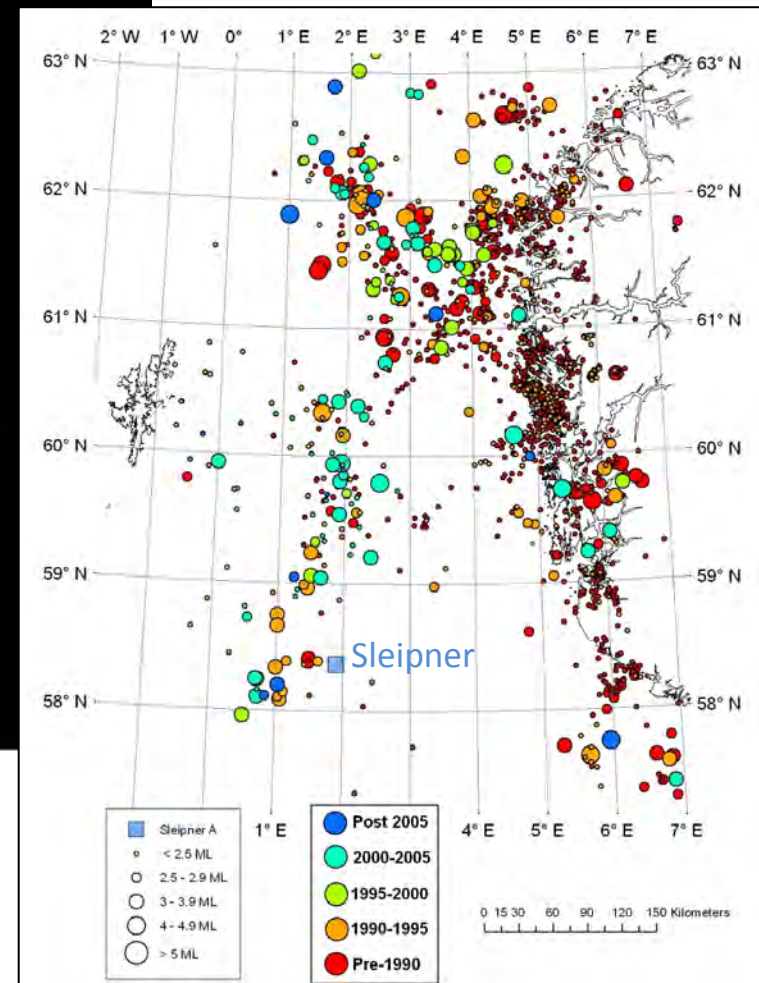 2° W 1° W 0° 1° E 2° E 3° E 4° E 5° E 6° E 7° E
63° N 63° N
62° N 62° N
61° N 61° N
60° N 60° N
59° N 59° N
Sleipner
58° N 58° N
1° E 2° E 3° E 4° E 5° E 6° E 7° E
Sleipner A
< 2.5 ML
2.5 - 2.9 ML
3 - 3.9 ML
4 - 4.9 ML
> 5 ML
Post 2005
2000-2005
1995-2000
1990-1995
Pre-1990
0 15 30 60 90 120 150 Kilometers